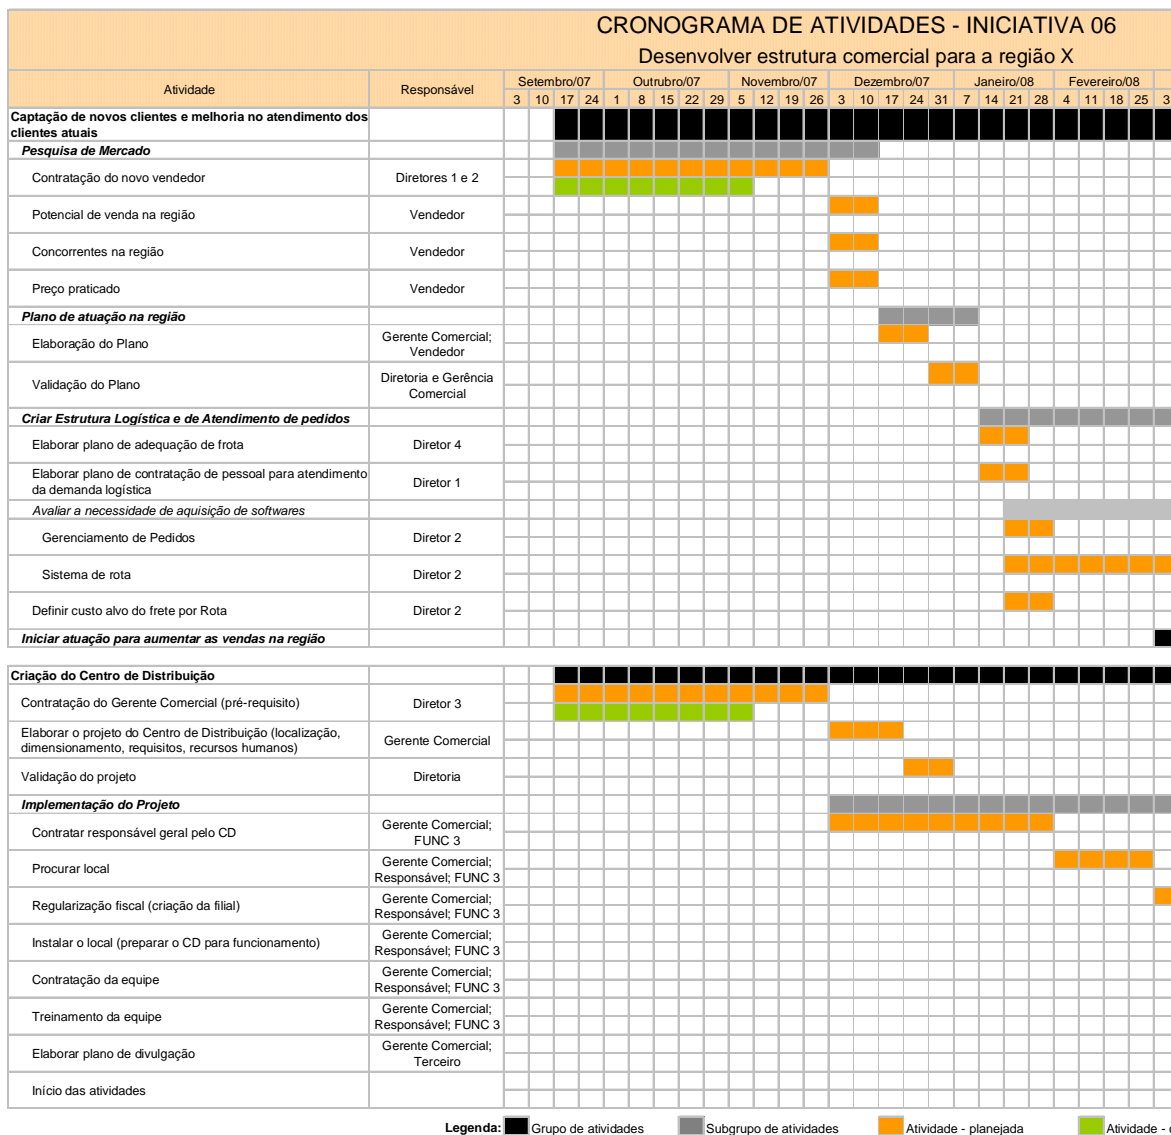 CRONOGRAMA DE ATIVIDADES - INICIATIVA 06
Desenvolver estrutura comercial para a região X
Atividade Responsável Setembro/07 Outrubro/07 Novembro/07 Dezembro/07 Janeiro/08 Fevereiro/08
3 10 17 24 1 8 15 22 29 5 12 19 26 3 10 17 24 31 7 14 21 28 4 11 18 25 3
Captação de novos clientes e melhoria no atendimento dos
clientes atuais
Pesquisa de Mercado
Contratação do novo vendedor Diretores 1 e 2
Potencial de venda na região Vendedor
Concorrentes na região Vendedor
Preço praticado Vendedor
Plano de atuação na região
Elaboração do Plano Gerente Comercial;
Vendedor
Validação do Plano Diretoria e Gerência
Comercial
Criar Estrutura Logística e de Atendimento de pedidos
Elaborar plano de adequação de frota Diretor 4
Elaborar plano de contratação de pessoal para atendimento
da demanda logística Diretor 1
Avaliar a necessidade de aquisição de softwares
Gerenciamento de Pedidos Diretor 2
Sistema de rota Diretor 2
Definir custo alvo do frete por Rota Diretor 2
Iniciar atuação para aumentar as vendas na região
Criação do Centro de Distribuição
Contratação do Gerente Comercial (pré-requisito) Diretor 3
Elaborar o projeto do Centro de Distribuição (localização,
dimensionamento, requisitos, recursos humanos) Gerente Comercial
Validação do projeto Diretoria
Implementação do Projeto
Contratar responsável geral pelo CD Gerente Comercial;
FUNC 3
Procurar local Gerente Comercial;
Responsável; FUNC 3
Regularização fiscal (criação da filial) Gerente Comercial;
Responsável; FUNC 3
Instalar o local (preparar o CD para funcionamento) Gerente Comercial;
Responsável; FUNC 3
Contratação da equipe Gerente Comercial;
Responsável; FUNC 3
Treinamento da equipe Gerente Comercial;
Responsável; FUNC 3
Elaborar plano de divulgação Gerente Comercial;
Terceiro
Início das atividades
Legenda: Grupo de atividades Subgrupo de atividades Atividade - planejada Atividade -